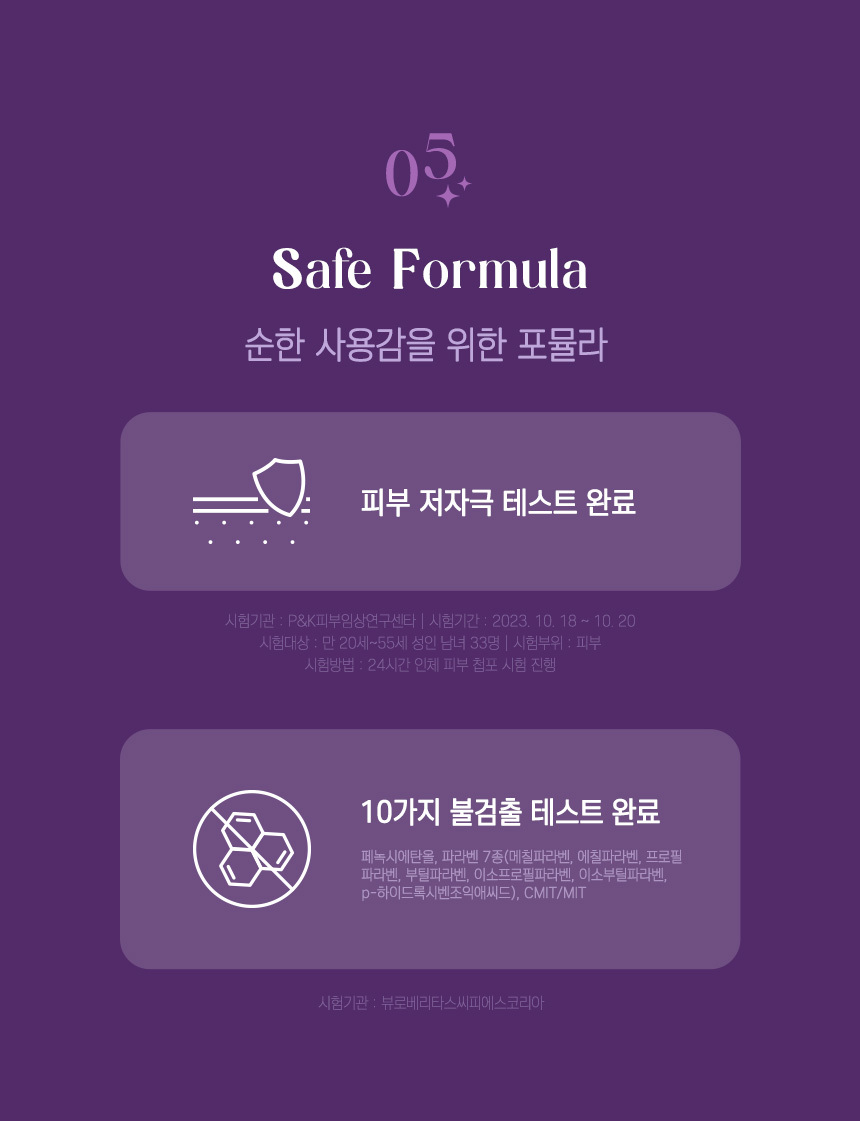 05
Safe Formula
순한 사용감을 위한 포뮬라
피부 저자극 테스트 완료
시험기관 : P&K피부임상연구센타 | 시험기간 : 2023. 10. 18 ~ 10. 20
시험대상 : 만 20세~55세 성인 남녀 33명 | 시험부위 : 피부
시험방법 : 24시간 인체 피부 첩포 시험 진행
10가지 불검출 테스트 완료
페녹시에탄올, 파라벤 7종(메칠파라벤, 에칠파라벤, 프로필
파라벤, 부틸파라벤, 이소프로필파라벤, 이소부틸파라벤,
p-하이드록시벤조익애씨드), CMIT/MIT
시험기관 : 뷰로베리타스씨피에스코리아